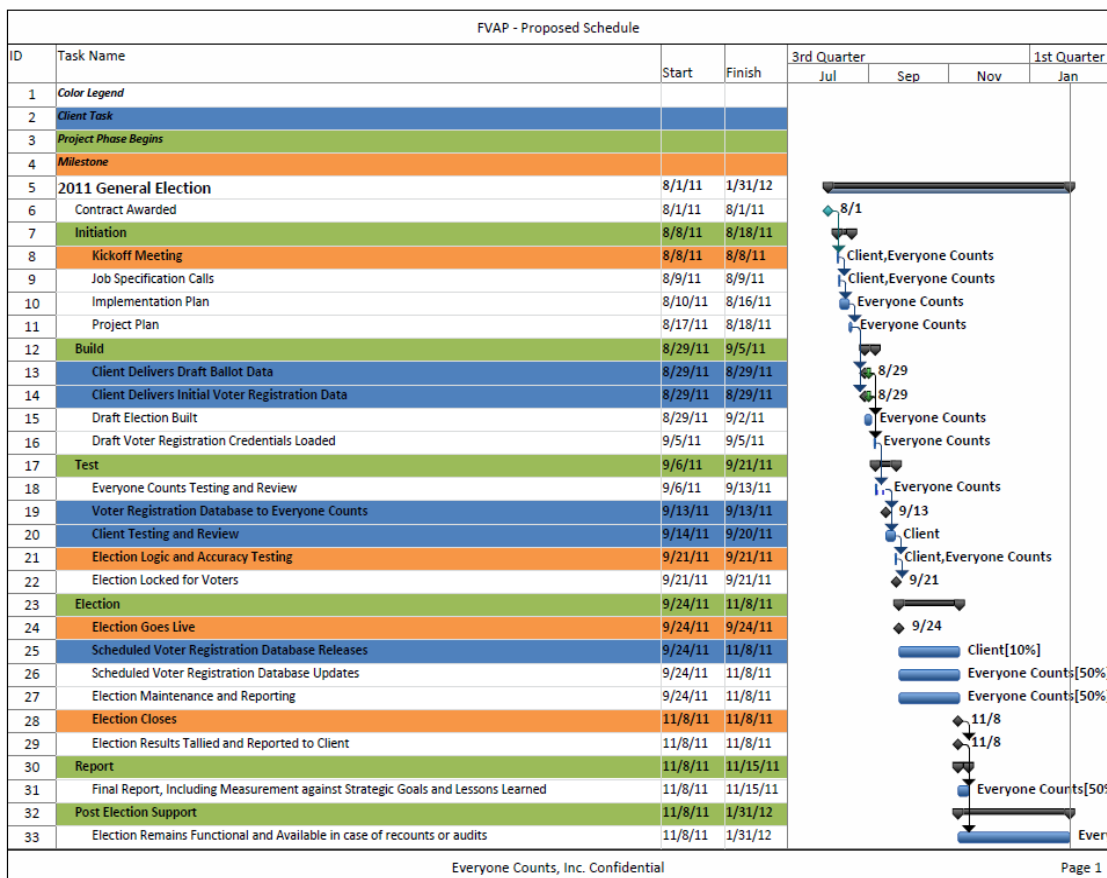 FVAP - Proposed Schedule
ID Task Name Start Finish 3rd Quarter 1st Quarter
Jul Sep Nov Jan
1 Color Legend
2 Client Task
3 Project Phase Begins
4 Milestone
5 2011 General Election 8/1/11 1/31/12
6 Contract Awarded 8/1/11 8/1/11 8/1
7 Initiation 8/8/11 8/18/11
8 Kickoff Meeting 8/8/11 8/8/11 Client,Everyone Counts
9 Job Specification Calls 8/9/11 8/9/11 Client,Everyone Counts
10 Implementation Plan 8/10/11 8/16/11 Everyone Counts
11 Project Plan 8/17/11 8/18/11 Everyone Counts
12 Build 8/29/11 9/5/11
13 Client Delivers Draft Ballot Data 8/29/11 8/29/11 8/29
14 Client Delivers Initial Voter Registration Data 8/29/11 8/29/11 8/29
15 Draft Election Built 8/29/11 9/2/11 Everyone Counts
16 Draft Voter Registration Credentials Loaded 9/5/11 9/5/11 Everyone Counts
17 Test 9/6/11 9/21/11
18 Everyone Counts Testing and Review 9/6/11 9/13/11 Everyone Counts
19 Voter Registration Database to Everyone Counts 9/13/11 9/13/11 9/13
20 Client Testing and Review 9/14/11 9/20/11 Client
21 Election Logic and Accuracy Testing 9/21/11 9/21/11 Client,Everyone Counts
22 Election Locked for Voters 9/21/11 9/21/11 9/21
23 Election 9/24/11 11/8/11
24 Election Goes Live 9/24/11 9/24/11 9/24
25 Scheduled Voter Registration Database Releases 9/24/11 11/8/11 Client[10%]
26 Scheduled Voter Registration Database Updates 9/24/11 11/8/11 Everyone Counts[50%]
27 Election Maintenance and Reporting 9/24/11 11/8/11 Everyone Counts[50%]
28 Election Closes 11/8/11 11/8/11 11/8
29 Election Results Tallied and Reported to Client 11/8/11 11/8/11 11/8
30 Report 11/8/11 11/15/11
31 Final Report, Including Measurement against Strategic Goals and Lessons Learned 11/8/11 11/15/11 Everyone Counts[50%
32 Post Election Support 11/8/11 1/31/12
33 Election Remains Functional and Available in case of recounts or audits 11/8/11 1/31/12 Every
Everyone Counts, Inc. Confidential Page 1